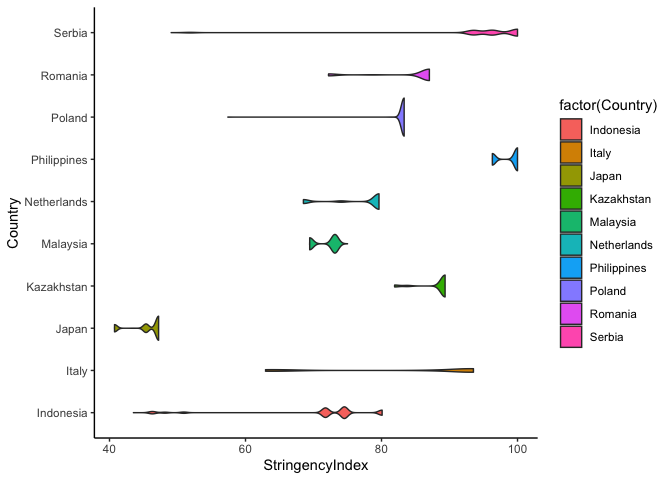 Serbia
Romania
Poland
Philippines
Netherlands
Malaysia
Kazakhstan
Japan
Italy
Indonesia
Country
40 60 80 100
StringencyIndex
factor(Country)
Indonesia
Italy
Japan
Kazakhstan
Malaysia
Netherlands
Philippines
Poland
Romania
Serbia